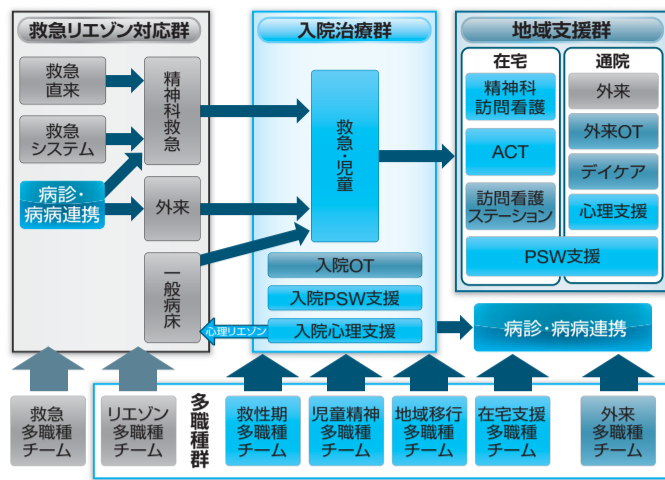 救急リエゾン対応群
救急
直来
救急
システム
病診・
病病連携
精神科救急
外来
一般病床
入院治療群
救急・児童
入院OT
入院PSW支援
入院心理支援
心理リエゾン
地域支援群
在宅
精神科
訪問看護
ACT
訪問看護
ステーション
通院
外来
外来OT
デイケア
心理支援
PSW支援
病診・病病連携
救急
多職種
チーム
リエゾン
多職種
チーム
多職種群
救性期
多職種
チーム
児童精神
多職種
チーム
地域移行
多職種
チーム
在宅支援
多職種
チーム
外来
多職種
チーム